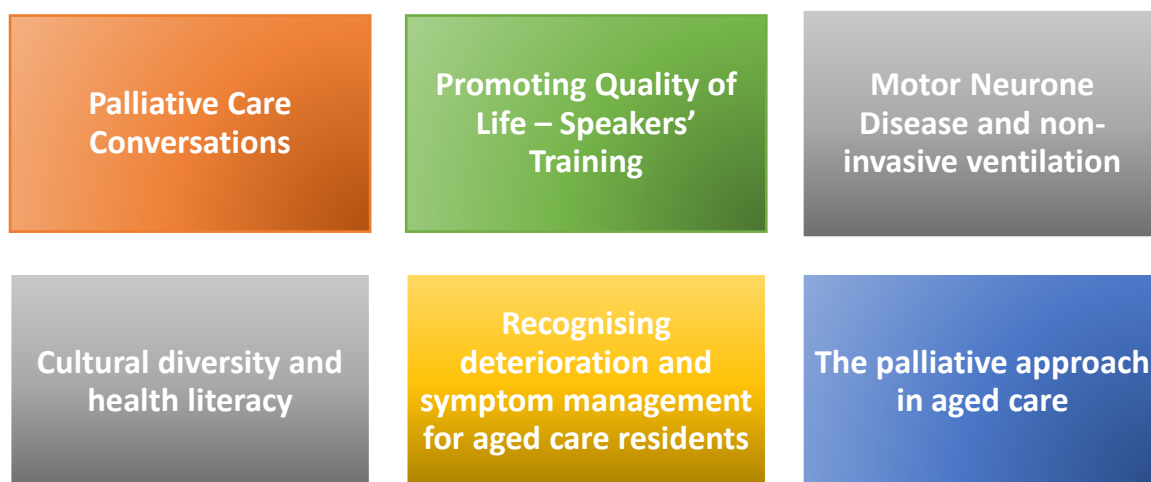 Palliative Care
Conversations
Promoting Quality of
Life – Speakers’
Training
Motor Neurone
Disease and non-
invasive ventilation
Cultural diversity and
health literacy
Recognising
deterioration and
symptom management
for aged care residents
The palliative approach
in aged care